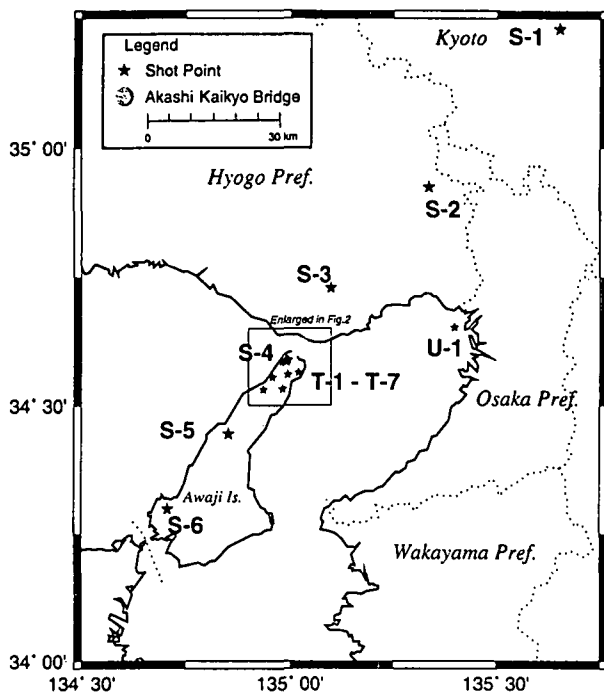 Kyoto
S-1
Legend
Shot Point
Akashi Kaikyo Bridge
0
30 km
35° 00'
Hyogo Pref.
S-2
S-3
Enlarged in Fig.2
S-4
U-1
T-1 - T-7
34° 30'
Osaka Pref.
S-5
Awaji Is.
S-6
Wakayama Pref.
34° 00'
134° 30'
135° 00'
135° 30'